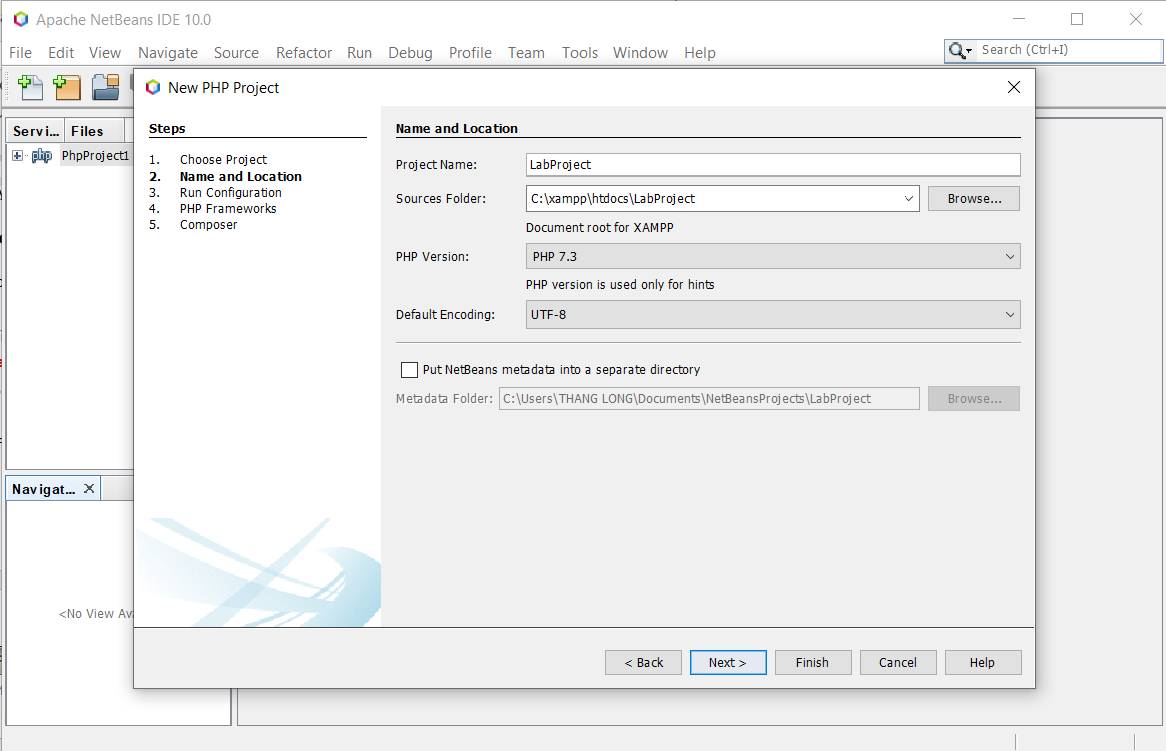 Apache NetBeans IDE 10.0
File Edit View Navigate Source Refactor Run Debug Profile Team Tools Window Help
Search (Ctrl+I)
New PHP Project
Servi... Files
PhpProject1
Steps
1. Choose Project
2. Name and Location
3. Run Configuration
4. PHP Frameworks
5. Composer
Name and Location
Project Name: LabProject
Sources Folder: C:\xampp\htdocs\LabProject Browse...
Document root for XAMPP
PHP Version: PHP 7.3
PHP version is used only for hints
Default Encoding: UTF-8
Put NetBeans metadata into a separate directory
Metadata Folder: C:\Users\THANG LONG\Documents\NetBeansProjects\LabProject Browse...
Navigat...
<No View
< Back Next > Finish Cancel Help